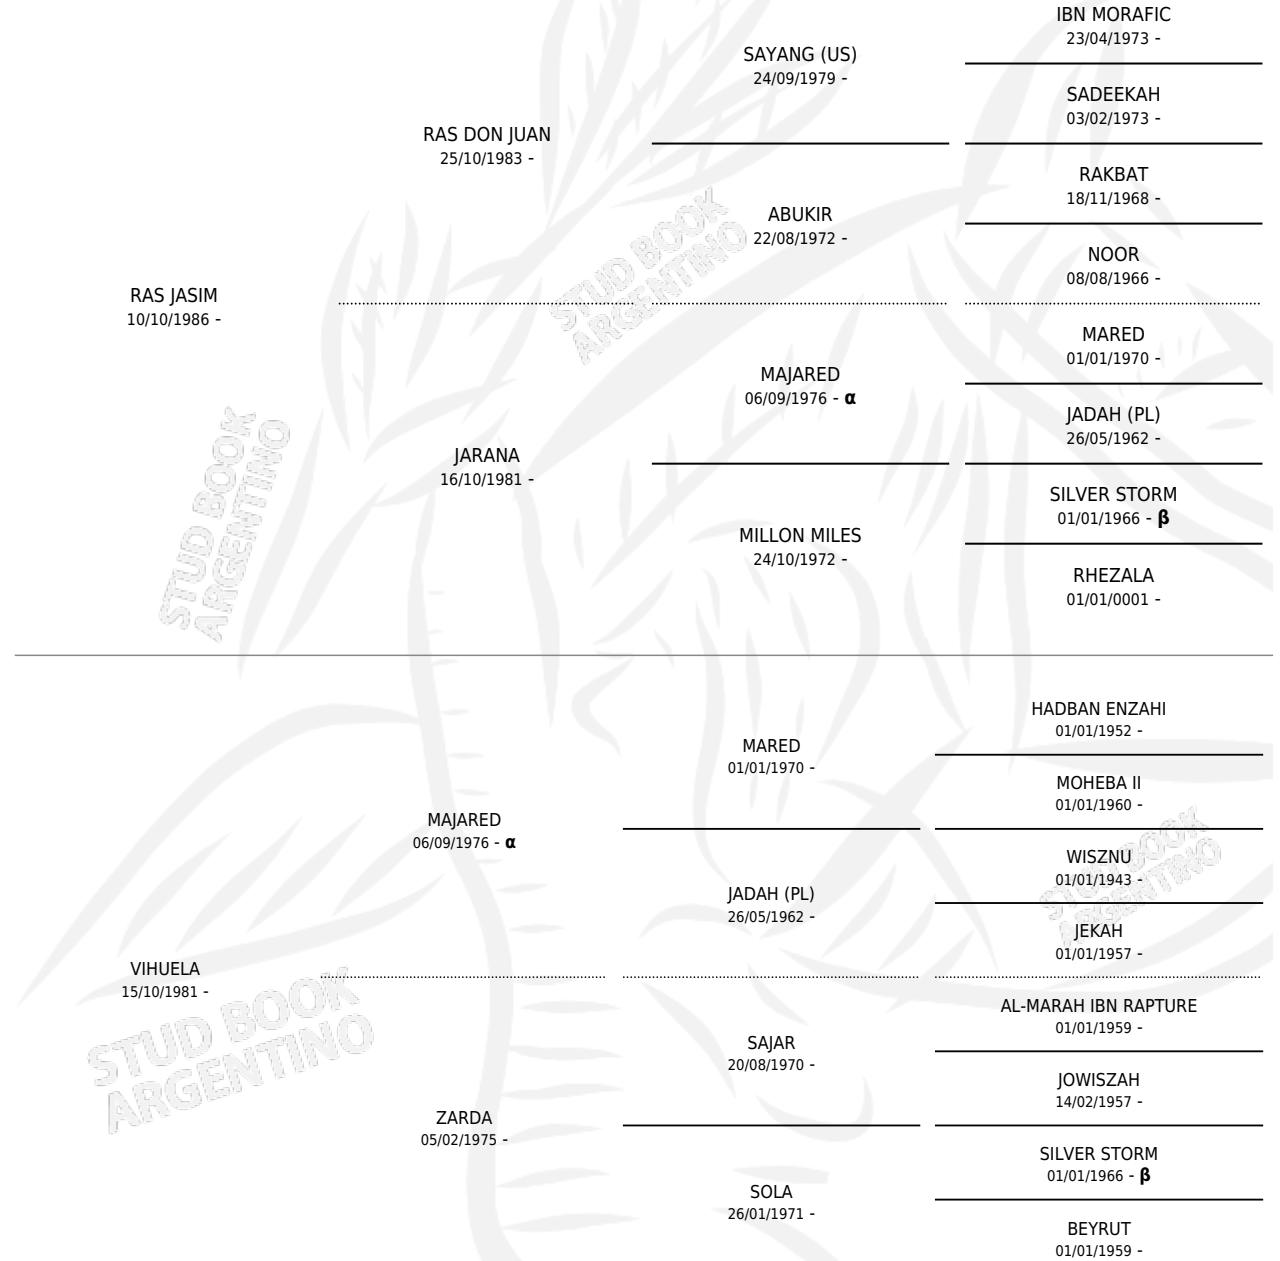 IBN MORAFIC
23/04/1973 -
SAYANG (US)
24/09/1979 -
SADEEKAH
03/02/1973 -
RAS DON JUAN
25/10/1983 -
RAKBAT
18/11/1968 -
ABUKIR
22/08/1972 -
NOOR
08/08/1966 -
RAS JASIM
10/10/1986 -
MARED
01/01/1970 -
MAJARED
06/09/1976 - α
JADAH (PL)
26/05/1962 -
JARANA
16/10/1981 -
SILVER STORM
01/01/1966 - β
MILLON MILES
24/10/1972 -
RHEZALA
01/01/0001 -
HADBAN ENZAHI
01/01/1952 -
MARED
01/01/1970 -
MOHEBA II
01/01/1960 -
MAJARED
06/09/1976 - α
WISZNU
01/01/1943 -
JADAH (PL)
26/05/1962 -
JEKAH
01/01/1957 -
VIHUELA
15/10/1981 -
AL-MARAH IBN RAPTURE
01/01/1959 -
SAJAR
20/08/1970 -
JOWISZAH
14/02/1957 -
ZARDA
05/02/1975 -
SILVER STORM
01/01/1966 - β
SOLA
26/01/1971 -
BEYRUT
01/01/1959 -
STUD BOOK
ARGENTINO
STUD BOOK
ARGENTINO
STUD BOOK
ARGENTINO
STUD BOOK
ARGENTINO